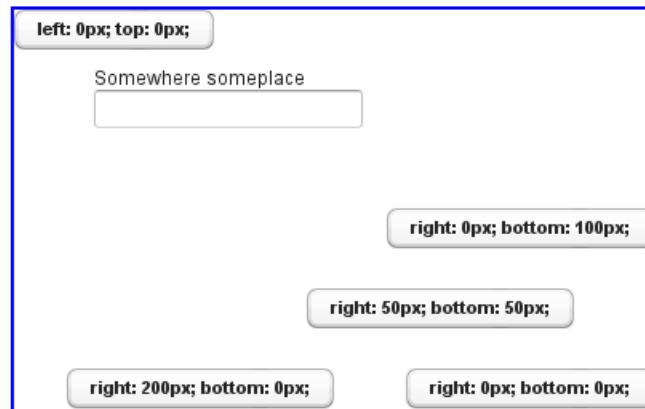 left: 0px; top: 0px;
Somewhere someplace
right: 0px; bottom: 100px;
right: 50px; bottom: 50px;
right: 200px; bottom: 0px;
right: 0px; bottom: 0px;